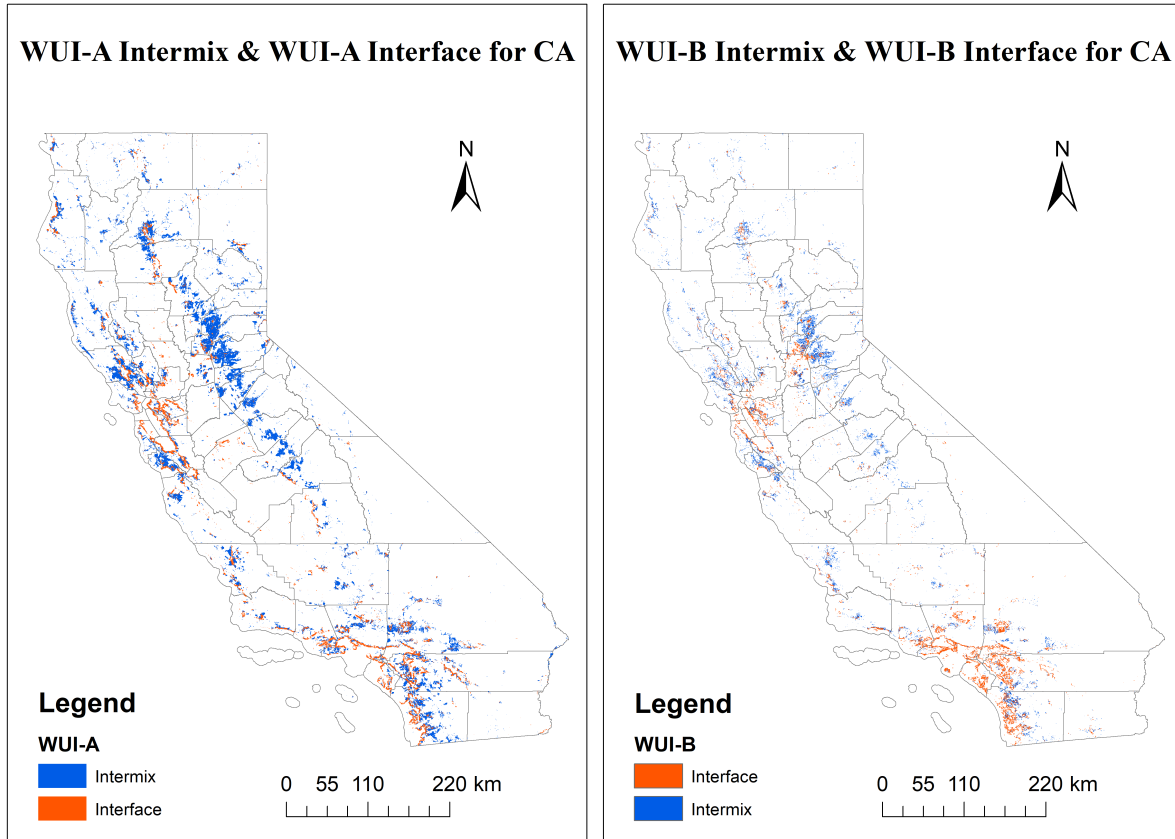 WUI-A Intermix & WUI-A Interface for CA
N
Legend
WUI-A
Intermix
Interface
0 55 110 220 km
WUI-B Intermix & WUI-B Interface for CA
N
Legend
WUI-B
Interface
Intermix
0 55 110 220 km